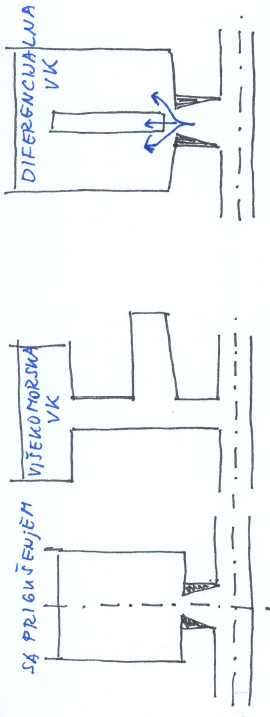 DIFERENCIJALNA
VK
VIŠEKOMORSKA
VK
SA PRIGUŠENJEM